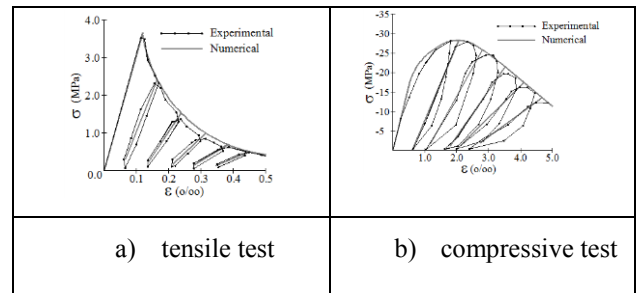 4.0
3.0
2.0
1.0
0.0
σ (MPa)
Experimental
Numerical
0.1 0.2 0.3 0.4 0.5
ε (o/oo)
-35
-30
-25
-20
-15
-10
-5
σ (MPa)
Experimental
Numerical
1.0 2.0 3.0 4.0 5.0
ε (o/oo)
a) tensile test
b) compressive test